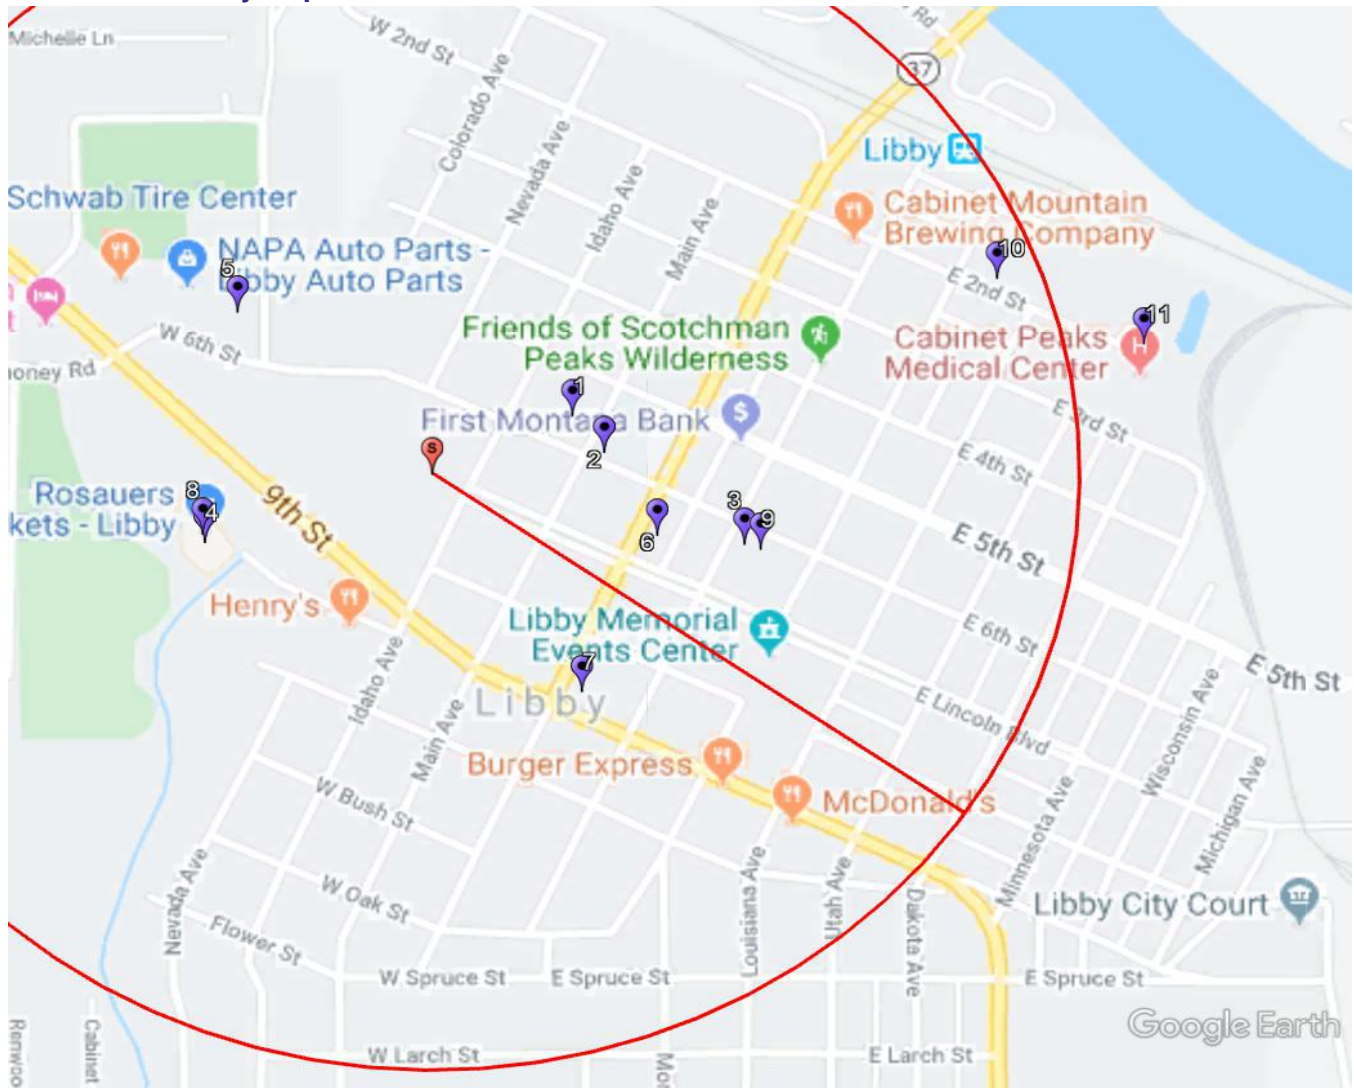 Michelle Ln
W 2nd St
Rd
37
Colorado Ave
Libby
Nevada Ave
Idaho Ave
Main Ave
Schwab Tire Center
Cabinet Mountain
Brewing Company
NAPA Auto Parts -
Libby Auto Parts
5
10
E 2nd St
11
W 6th St
Friends of Scotchman
Peaks Wilderness
Cabinet Peaks
Medical Center
H
oney Rd
1
First Montana Bank
$
E 3rd St
2
S
E 4th St
8
4
Rosauers
kets - Libby
9th St
3
9
6
E 5th St
Henry's
Libby Memorial
Events Center
E 6th St
7
E 5th St
Idaho Ave
Libby
Main Ave
E Lincoln Blvd
Wisconsin Ave
Burger Express
McDonald's
W Bush St
Minnesota Ave
Michigan Ave
Nevada Ave
W Oak St
Louisiana Ave
Utah Ave
Dakota Ave
Libby City Court
Flower St
W Spruce St
E Spruce St
E Spruce St
Google Earth
Renwoo
Cabinet
W Larch St
E Larch St